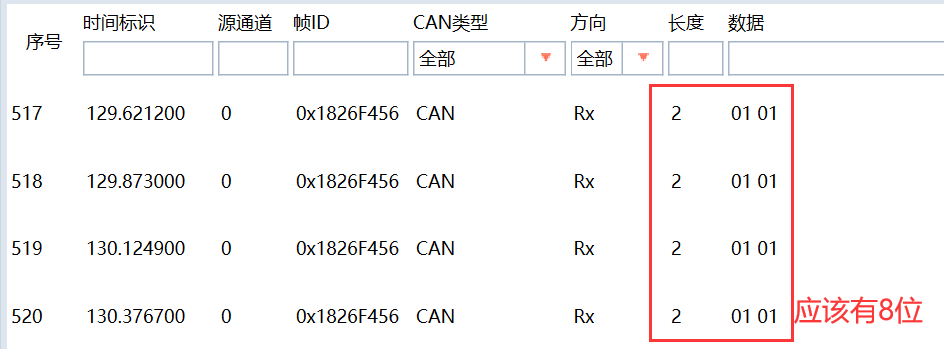 序号 时间标识 源通道 帧ID CAN类型 方向 长度 数据
全部 全部
517 129.621200 0 0x1826F456 CAN Rx 2 01 01
518 129.873000 0 0x1826F456 CAN Rx 2 01 01
519 130.124900 0 0x1826F456 CAN Rx 2 01 01
520 130.376700 0 0x1826F456 CAN Rx 2 01 01
应该有8位